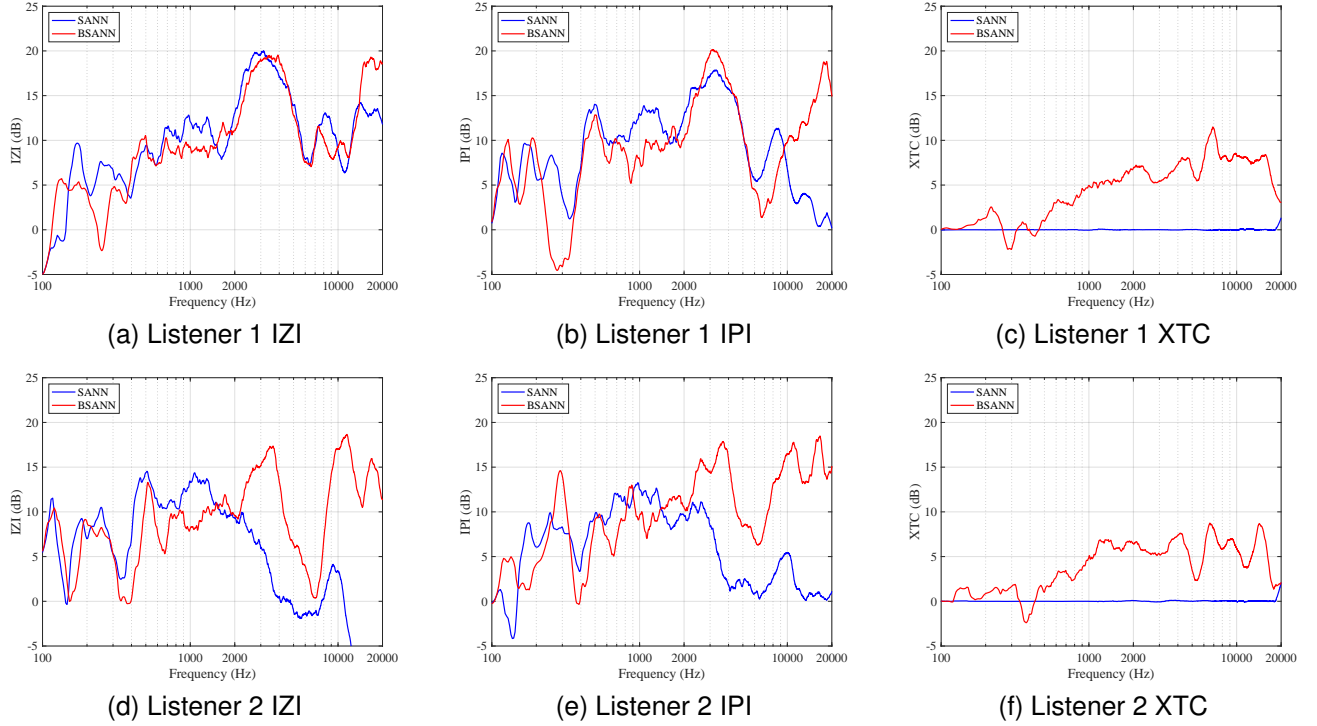 25
20
15
10
5
0
-5
IZI (dB)
SANN
BSANN
100
1000
2000
10000
20000
Frequency (Hz)
(a) Listener 1 IZI
25
20
15
10
5
0
-5
IPI (dB)
SANN
BSANN
100
1000
2000
10000
20000
Frequency (Hz)
(b) Listener 1 IPI
25
20
15
10
5
0
-5
XTC (dB)
SANN
BSANN
100
1000
2000
10000
20000
Frequency (Hz)
(c) Listener 1 XTC
25
20
15
10
5
0
-5
IZI (dB)
SANN
BSANN
100
1000
2000
10000
20000
Frequency (Hz)
(d) Listener 2 IZI
25
20
15
10
5
0
-5
IPI (dB)
SANN
BSANN
100
1000
2000
10000
20000
Frequency (Hz)
(e) Listener 2 IPI
25
20
15
10
5
0
-5
XTC (dB)
SANN
BSANN
100
1000
2000
10000
20000
Frequency (Hz)
(f) Listener 2 XTC